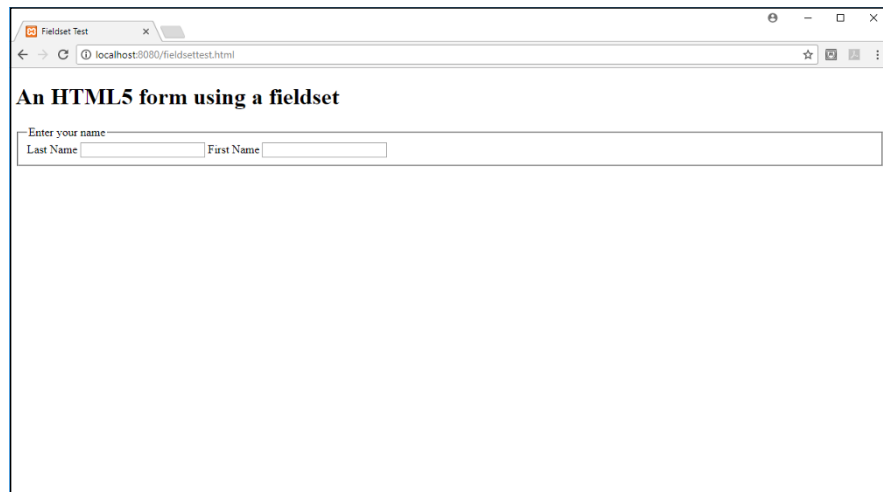 Fieldset Test
localhost:8080/fieldsettest.html
An HTML5 form using a fieldset
Enter your name
Last Name First Name